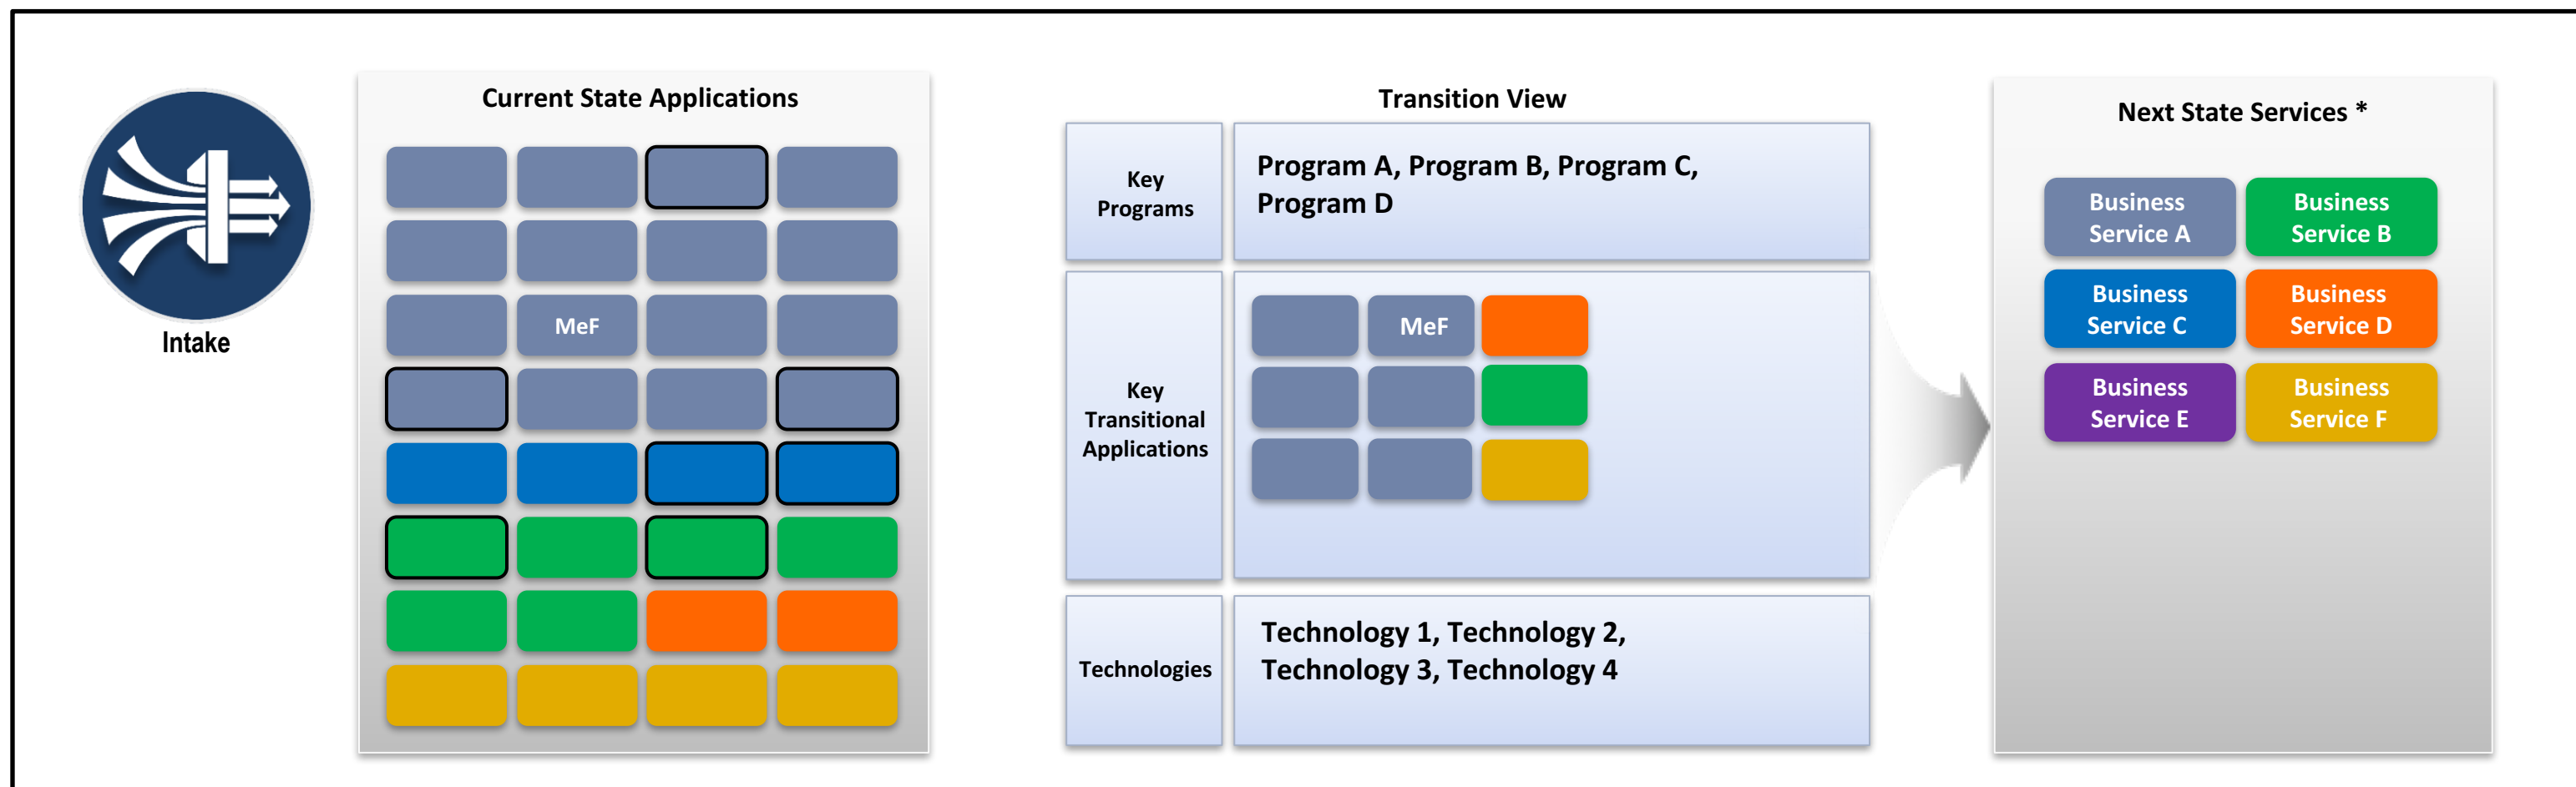 Intake
Current State Applications
MeF
Transition View
Key
Programs
Program A, Program B, Program C,
Program D
Key
Transitional
Applications
MeF
Technologies
Technology 1, Technology 2,
Technology 3, Technology 4
Next State Services *
Business
Service A
Business
Service B
Business
Service C
Business
Service D
Business
Service E
Business
Service F